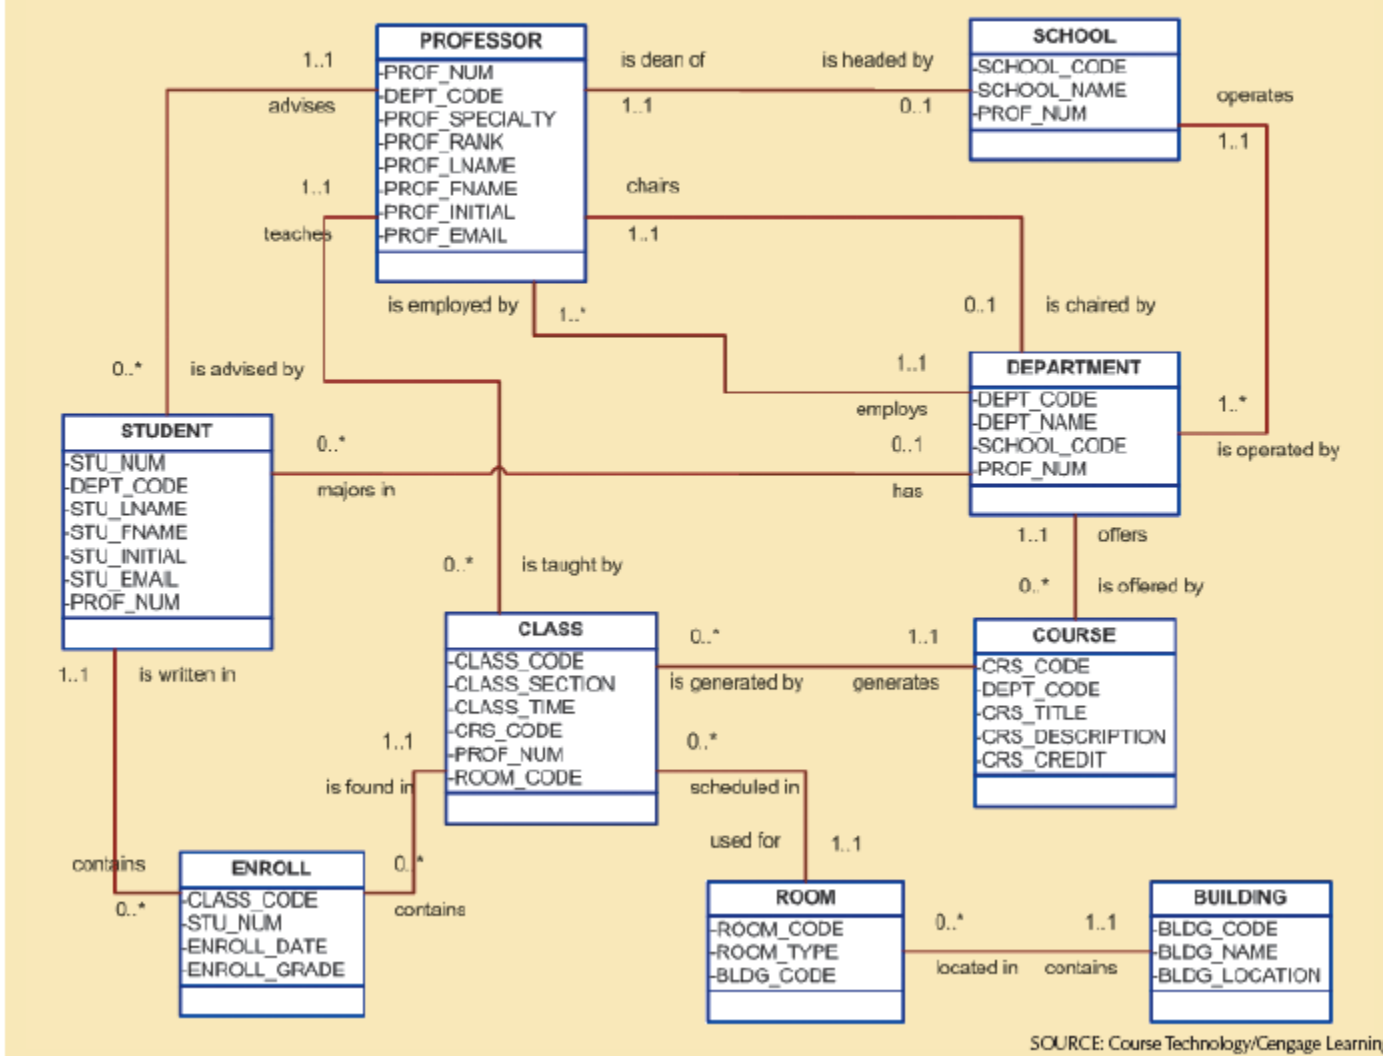 PROFESSOR
-PROF_NUM
-DEPT_CODE
-PROF_SPECIALTY
-PROF_RANK
-PROF_LNAME
-PROF_FNAME
-PROF_INITIAL
-PROF_EMAIL
SCHOOL
-SCHOOL_CODE
-SCHOOL_NAME
-PROF_NUM
1..1
advises
is dean of
is headed by
1..1
0..1
operates
1..1
1..1
teaches
chairs
1..1
is employed by
1..*
0..1
is chaired by
0..*
is advised by
1..1
employs
DEPARTMENT
-DEPT_CODE
-DEPT_NAME
-SCHOOL_CODE
-PROF_NUM
1..*
is operated by
STUDENT
-STU_NUM
-DEPT_CODE
-STU_LNAME
-STU_FNAME
-STU_INITIAL
-STU_EMAIL
-PROF_NUM
0..*
majors in
0..1
has
1..1
offers
0..*
is offered by
0..*
is taught by
CLASS
-CLASS_CODE
-CLASS_SECTION
-CLASS_TIME
-CRS_CODE
-PROF_NUM
-ROOM_CODE
0..*
1..1
is generated by
generates
COURSE
-CRS_CODE
-DEPT_CODE
-CRS_TITLE
-CRS_DESCRIPTION
-CRS_CREDIT
1..1
is written in
1..1
is found in
0..*
scheduled in
used for
1..1
contains
0..*
ENROLL
-CLASS_CODE
-STU_NUM
-ENROLL_DATE
-ENROLL_GRADE
0..*
contains
ROOM
-ROOM_CODE
-ROOM_TYPE
-BLDG_CODE
0..*
1..1
located in
contains
BUILDING
-BLDG_CODE
-BLDG_NAME
-BLDG_LOCATION
SOURCE: Course Technology/Cengage Learnin